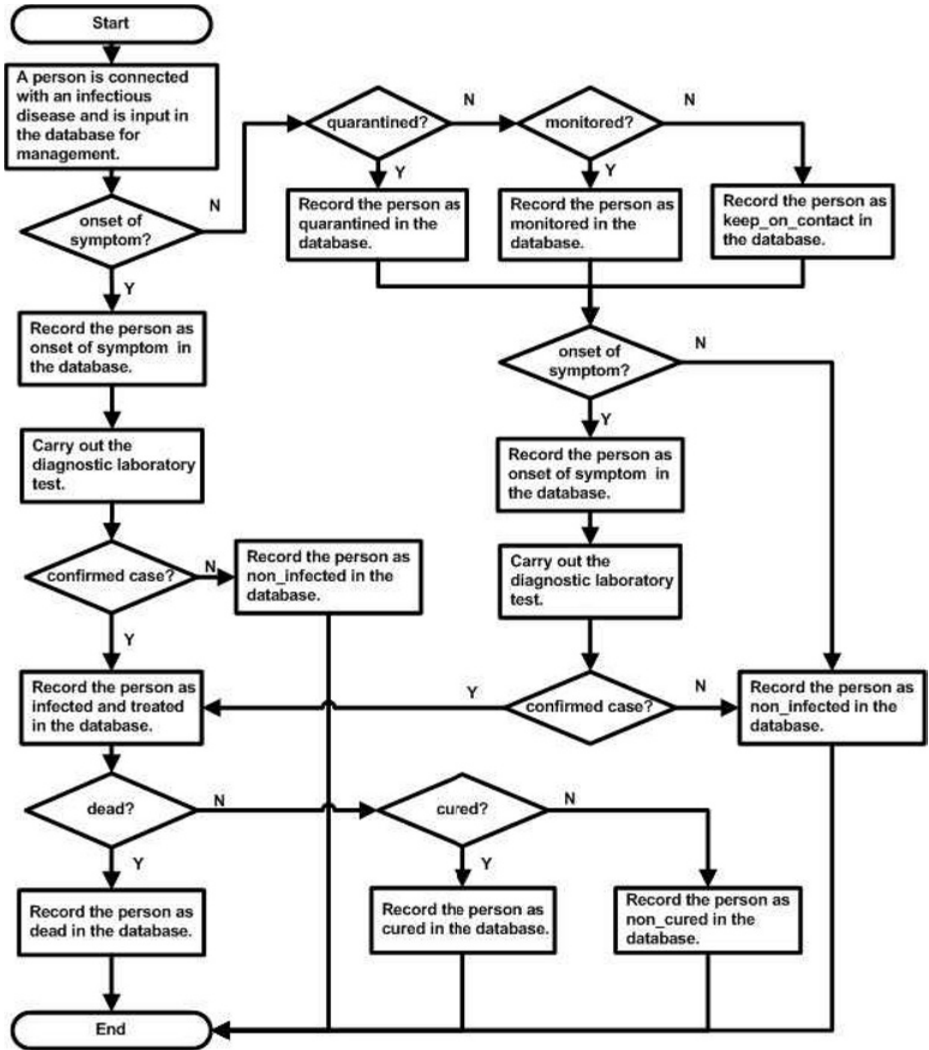 Start
A person is connected
with an infectious
disease and is input in
the database for
management.
onset of
symptom?
N
Y
quarantined?
N
Y
monitored?
N
Y
Record the person as
quarantined in the
database.
Record the person as
monitored in the
database.
Record the person as
keep_on_contact in
the database.
Record the person as
onset of symptom in
the database.
Carry out the
diagnostic laboratory
test.
confirmed case?
N
Y
Record the person as
non_infected in the
database.
onset of
symptom?
N
Y
Record the person as
onset of symptom in
the database.
Carry out the
diagnostic laboratory
test.
confirmed case?
Y
N
Record the person as
non_infected in the
database.
Record the person as
infected and treated
in the database.
dead?
N
Y
cured?
N
Y
Record the person as
dead in the database.
Record the person as
cured in the database.
Record the person as
non_cured in the
database.
End